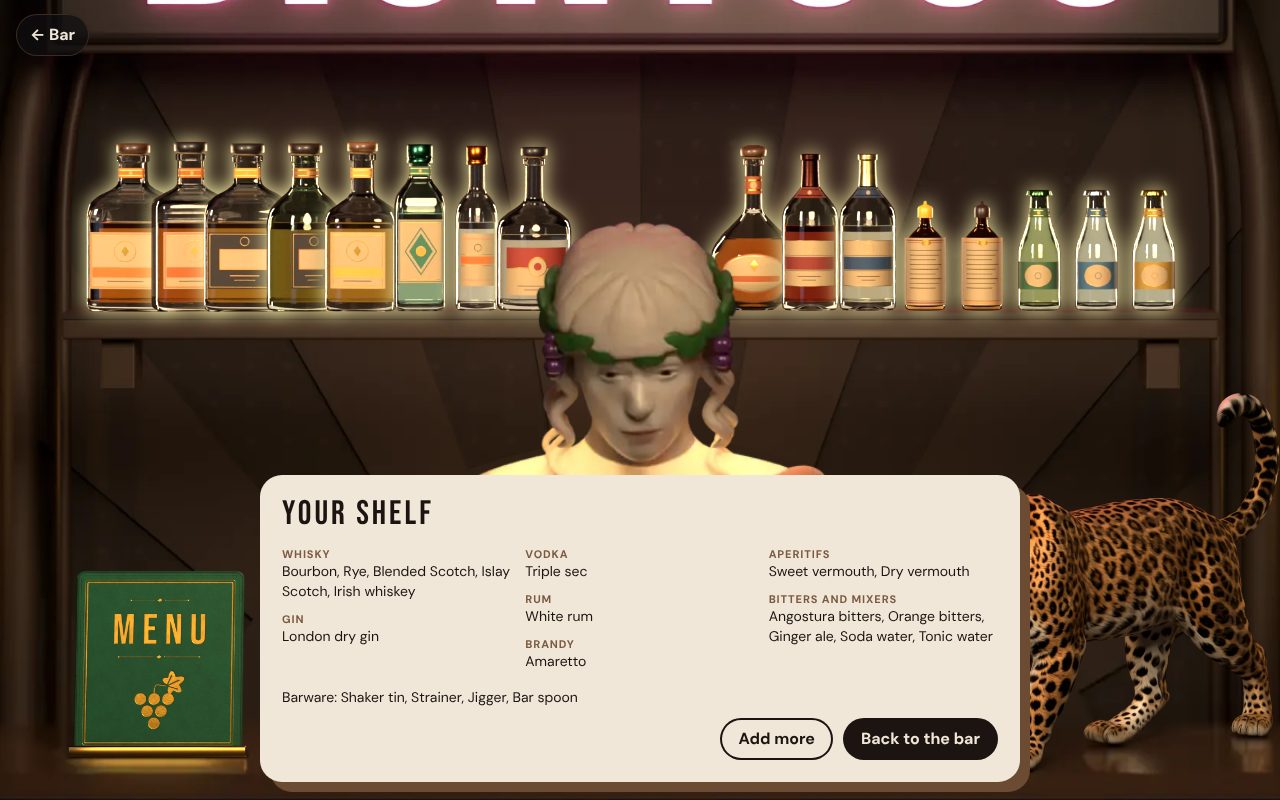 ← Bar
YOUR SHELF
WHISKY
Bourbon, Rye, Blended Scotch, Islay
Scotch, Irish whiskey
GIN
London dry gin
VODKA
Triple sec
RUM
White rum
BRANDY
Amaretto
APERITIFS
Sweet vermouth, Dry vermouth
BITTERS AND MIXERS
Angostura bitters, Orange bitters,
Ginger ale, Soda water, Tonic water
Barware: Shaker tin, Strainer, Jigger, Bar spoon
Add more
Back to the bar
MENU